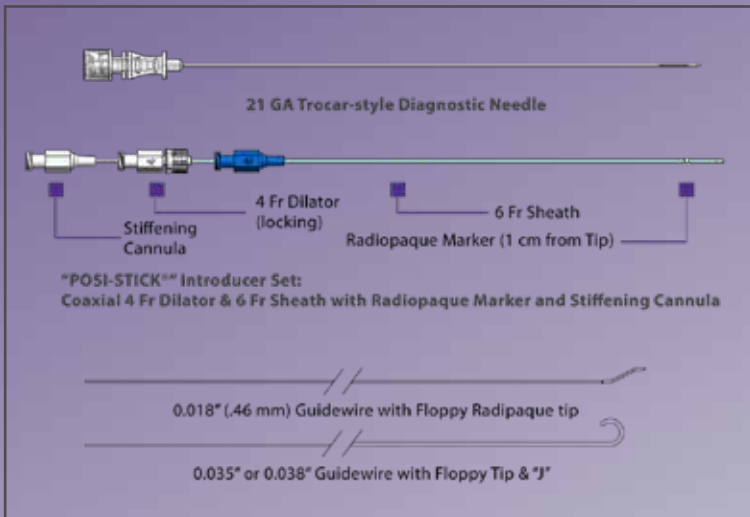 21 GA Trocar-style Diagnostic Needle
4 Fr Dilator
(locking)
6 Fr Sheath
Stiffening
Cannula
Radiopaque Marker (1 cm from Tip)
"POSI-STICK®" Introducer Set:
Coaxial 4 Fr Dilator & 6 Fr Sheath with Radiopaque Marker and Stiffening Cannula
0.018" (.46 mm) Guidewire with Floppy Radipaque tip
0.035" or 0.038" Guidewire with Floppy Tip & "J"